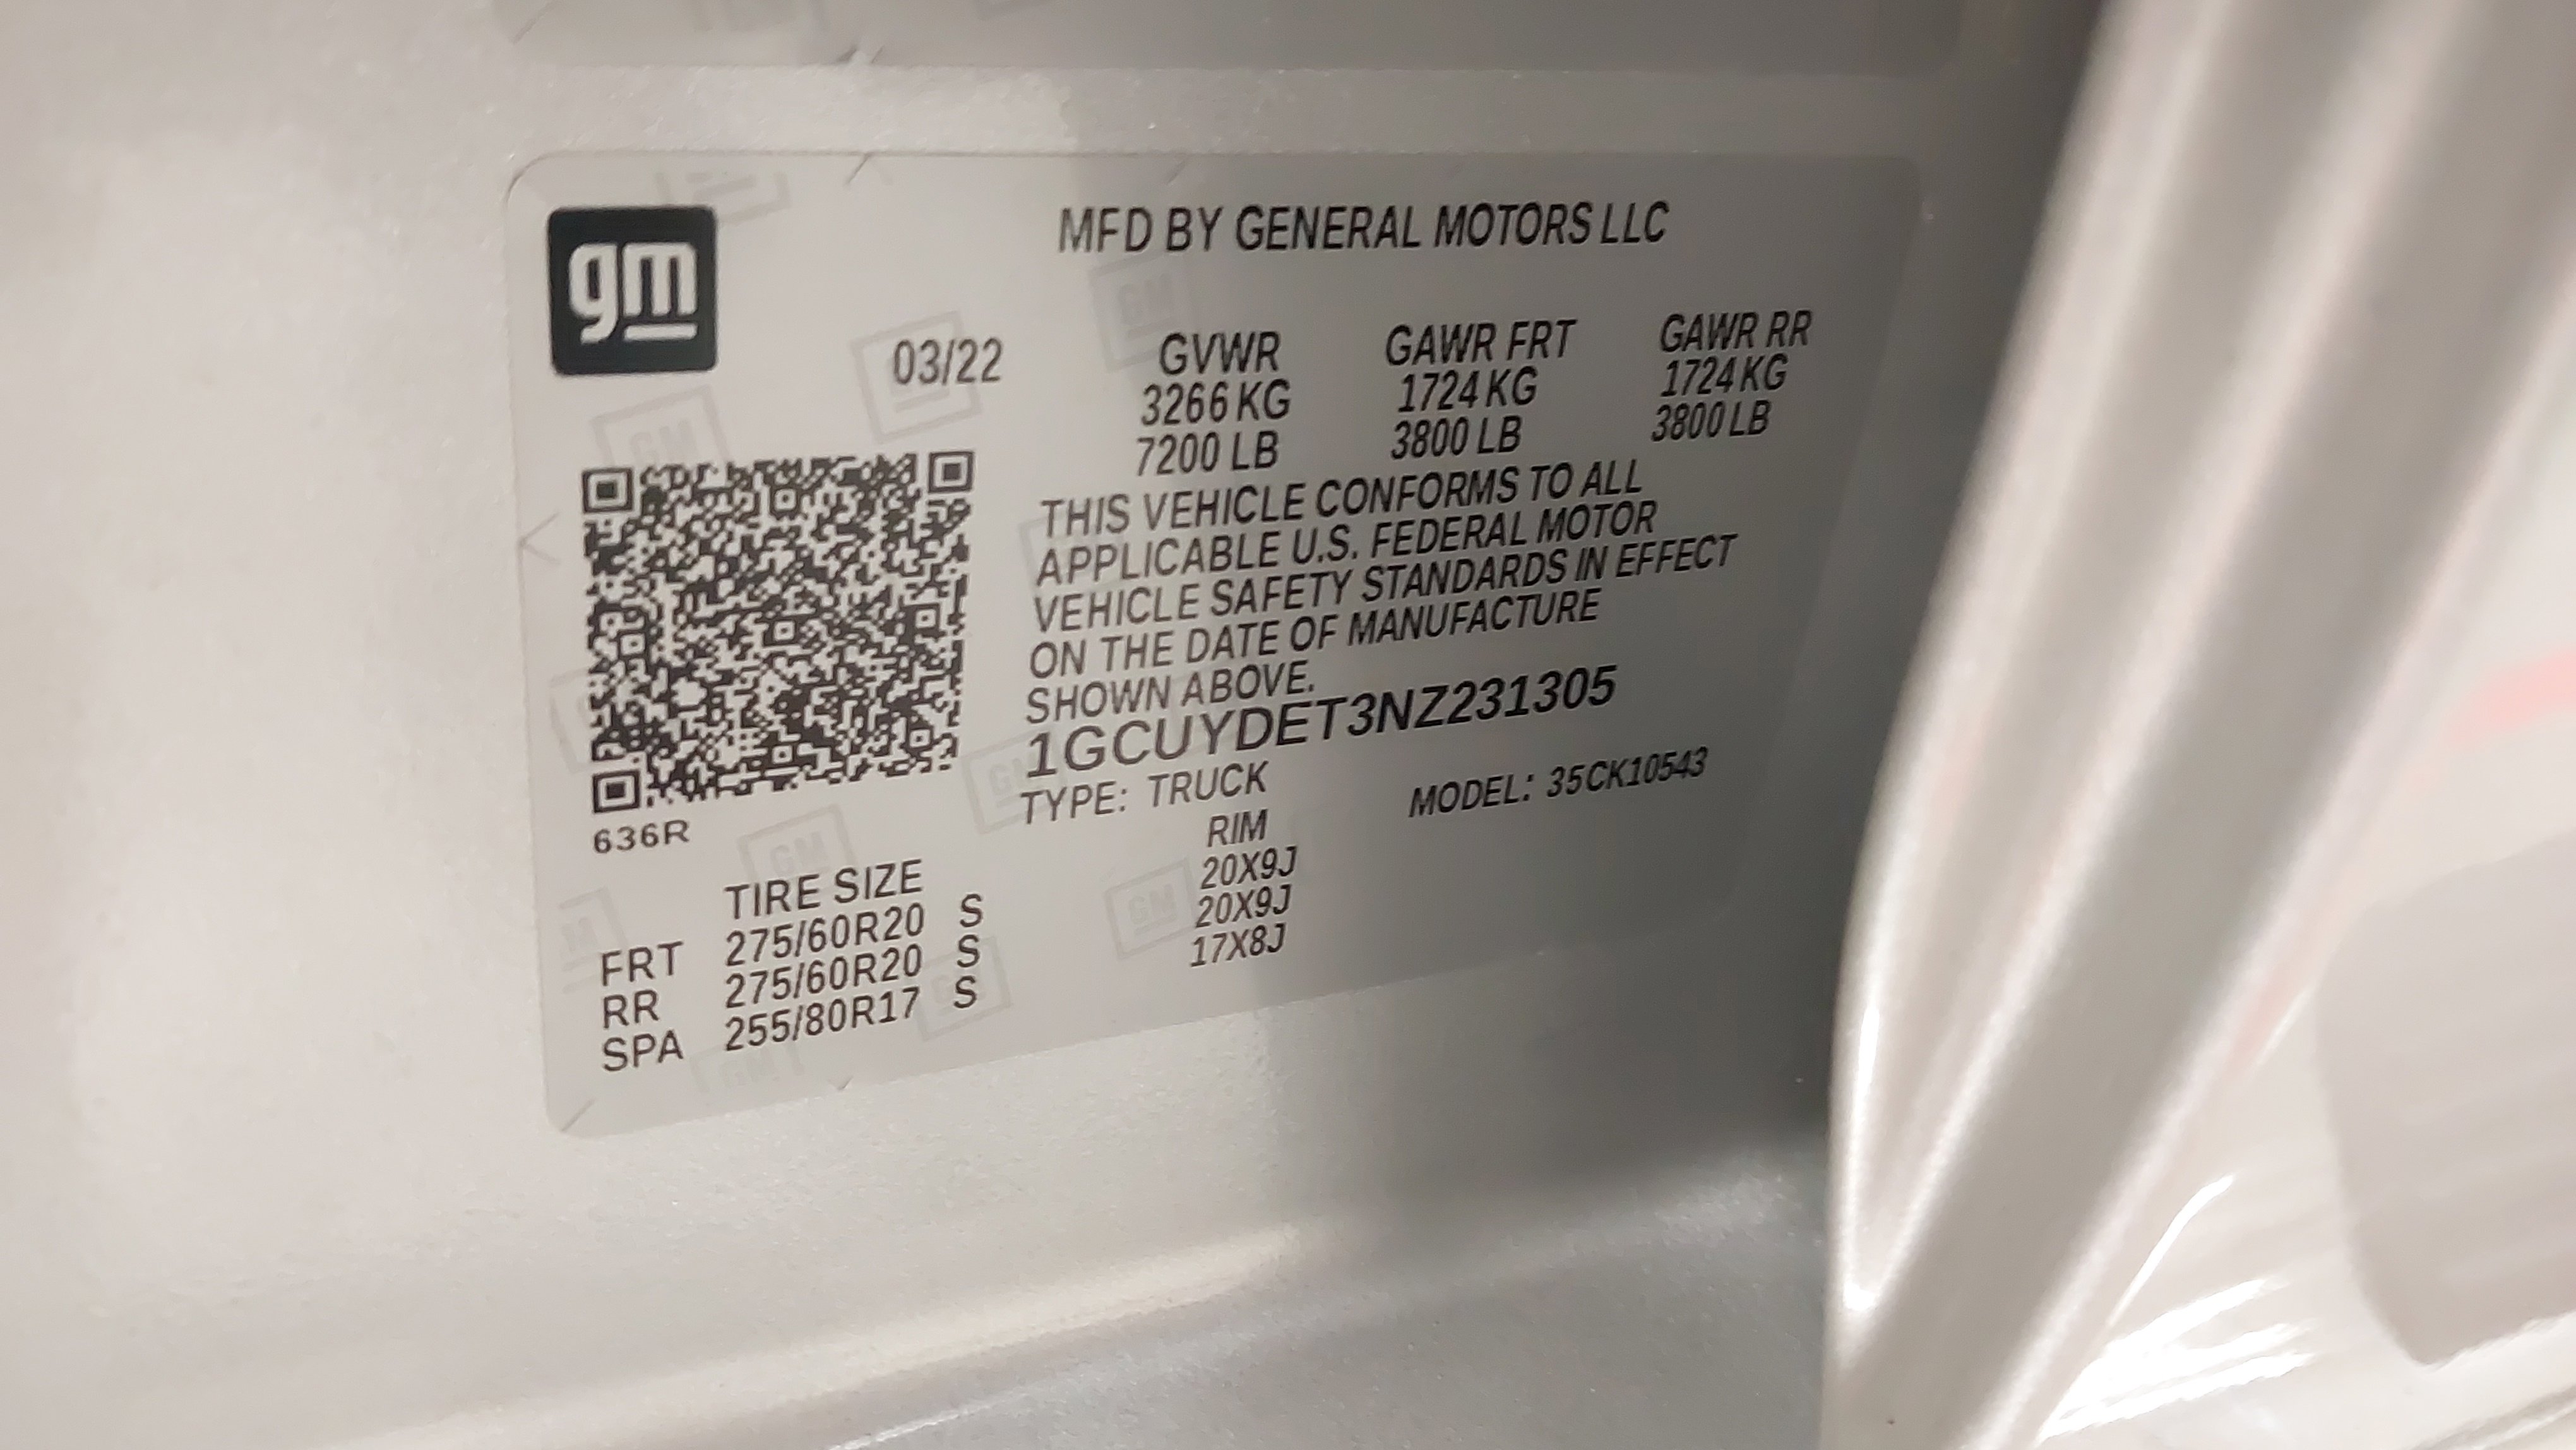 gm
MFD BY GENERAL MOTORS LLC
03/22 GVWR GAWR FRT GAWR RR
3266 KG 1724 KG 1724 KG
7200 LB 3800 LB 3800 LB
THIS VEHICLE CONFORMS TO ALL
APPLICABLE U.S. FEDERAL MOTOR
VEHICLE SAFETY STANDARDS IN EFFECT
ON THE DATE OF MANUFACTURE
SHOWN ABOVE.
1GCUYDET3NZ231305
TYPE: TRUCK MODEL: 35CK10543
636R
TIRE SIZE RIM
FRT 275/60R20 S 20X9J
RR 275/60R20 S 20X9J
SPA 255/80R17 S 17X8J